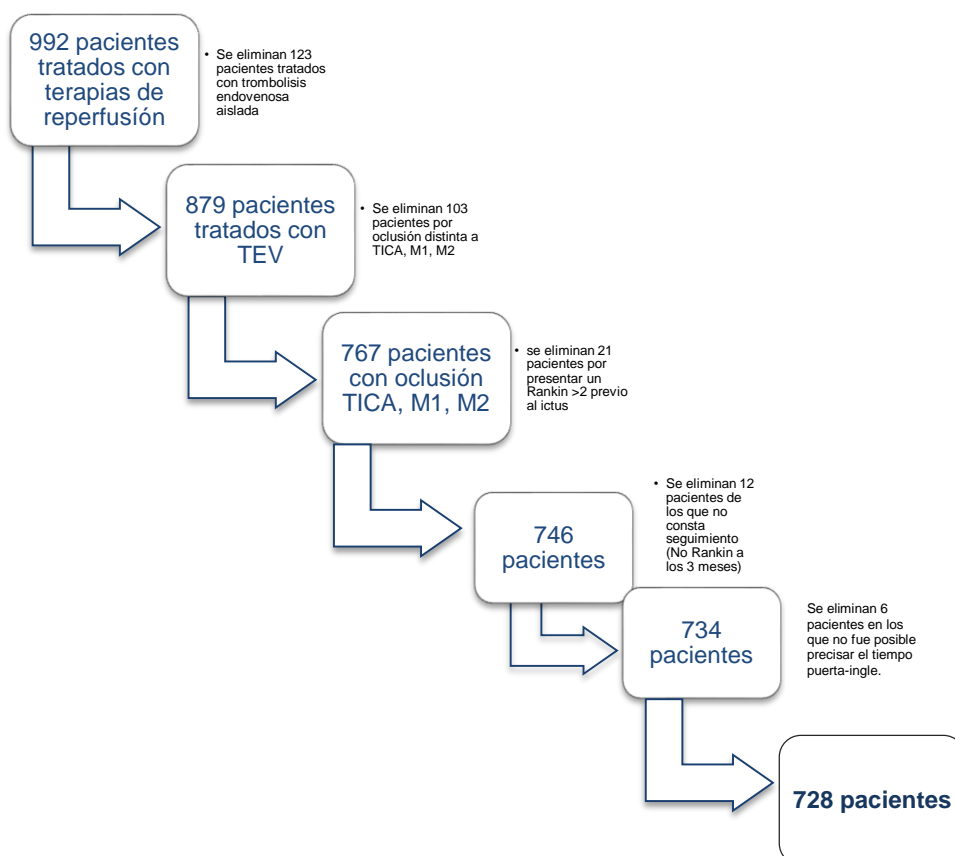 992 pacientes
tratados con
terapias de
reperfusíón
• Se eliminan 123
pacientes tratados
con trombolisis
endovenosa
aislada
879 pacientes
tratados con
TEV
• Se eliminan 103
pacientes por
oclusión distinta a
TICA, M1, M2
767 pacientes
con oclusión
TICA, M1, M2
• se eliminan 21
pacientes por
presentar un
Rankin >2 previo
al ictus
746
pacientes
• Se eliminan 12
pacientes de
los que no
consta
seguimiento
(No Rankin a
los 3 meses)
734
pacientes
Se eliminan 6
pacientes en los
que no fue posible
precisar el tiempo
puerta-ingle.
728 pacientes